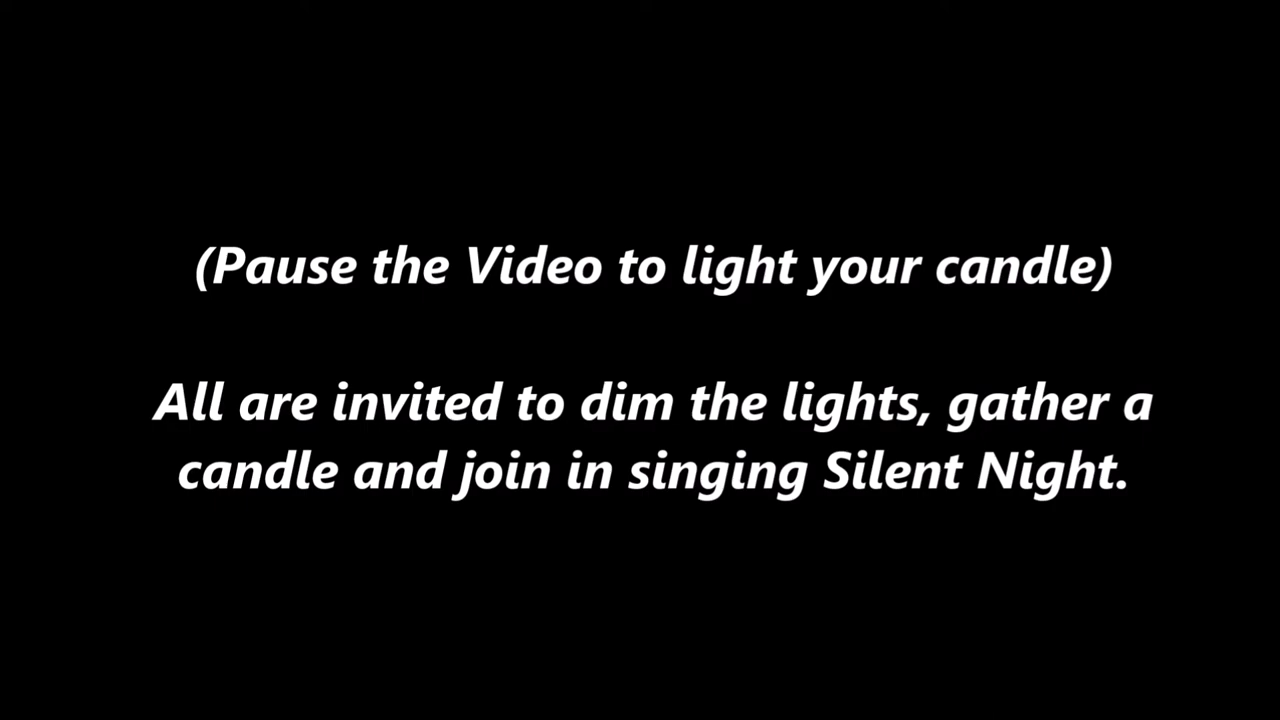 (Pause the Video to light your candle)
All are invited to dim the lights, gather a
candle and join in singing Silent Night.